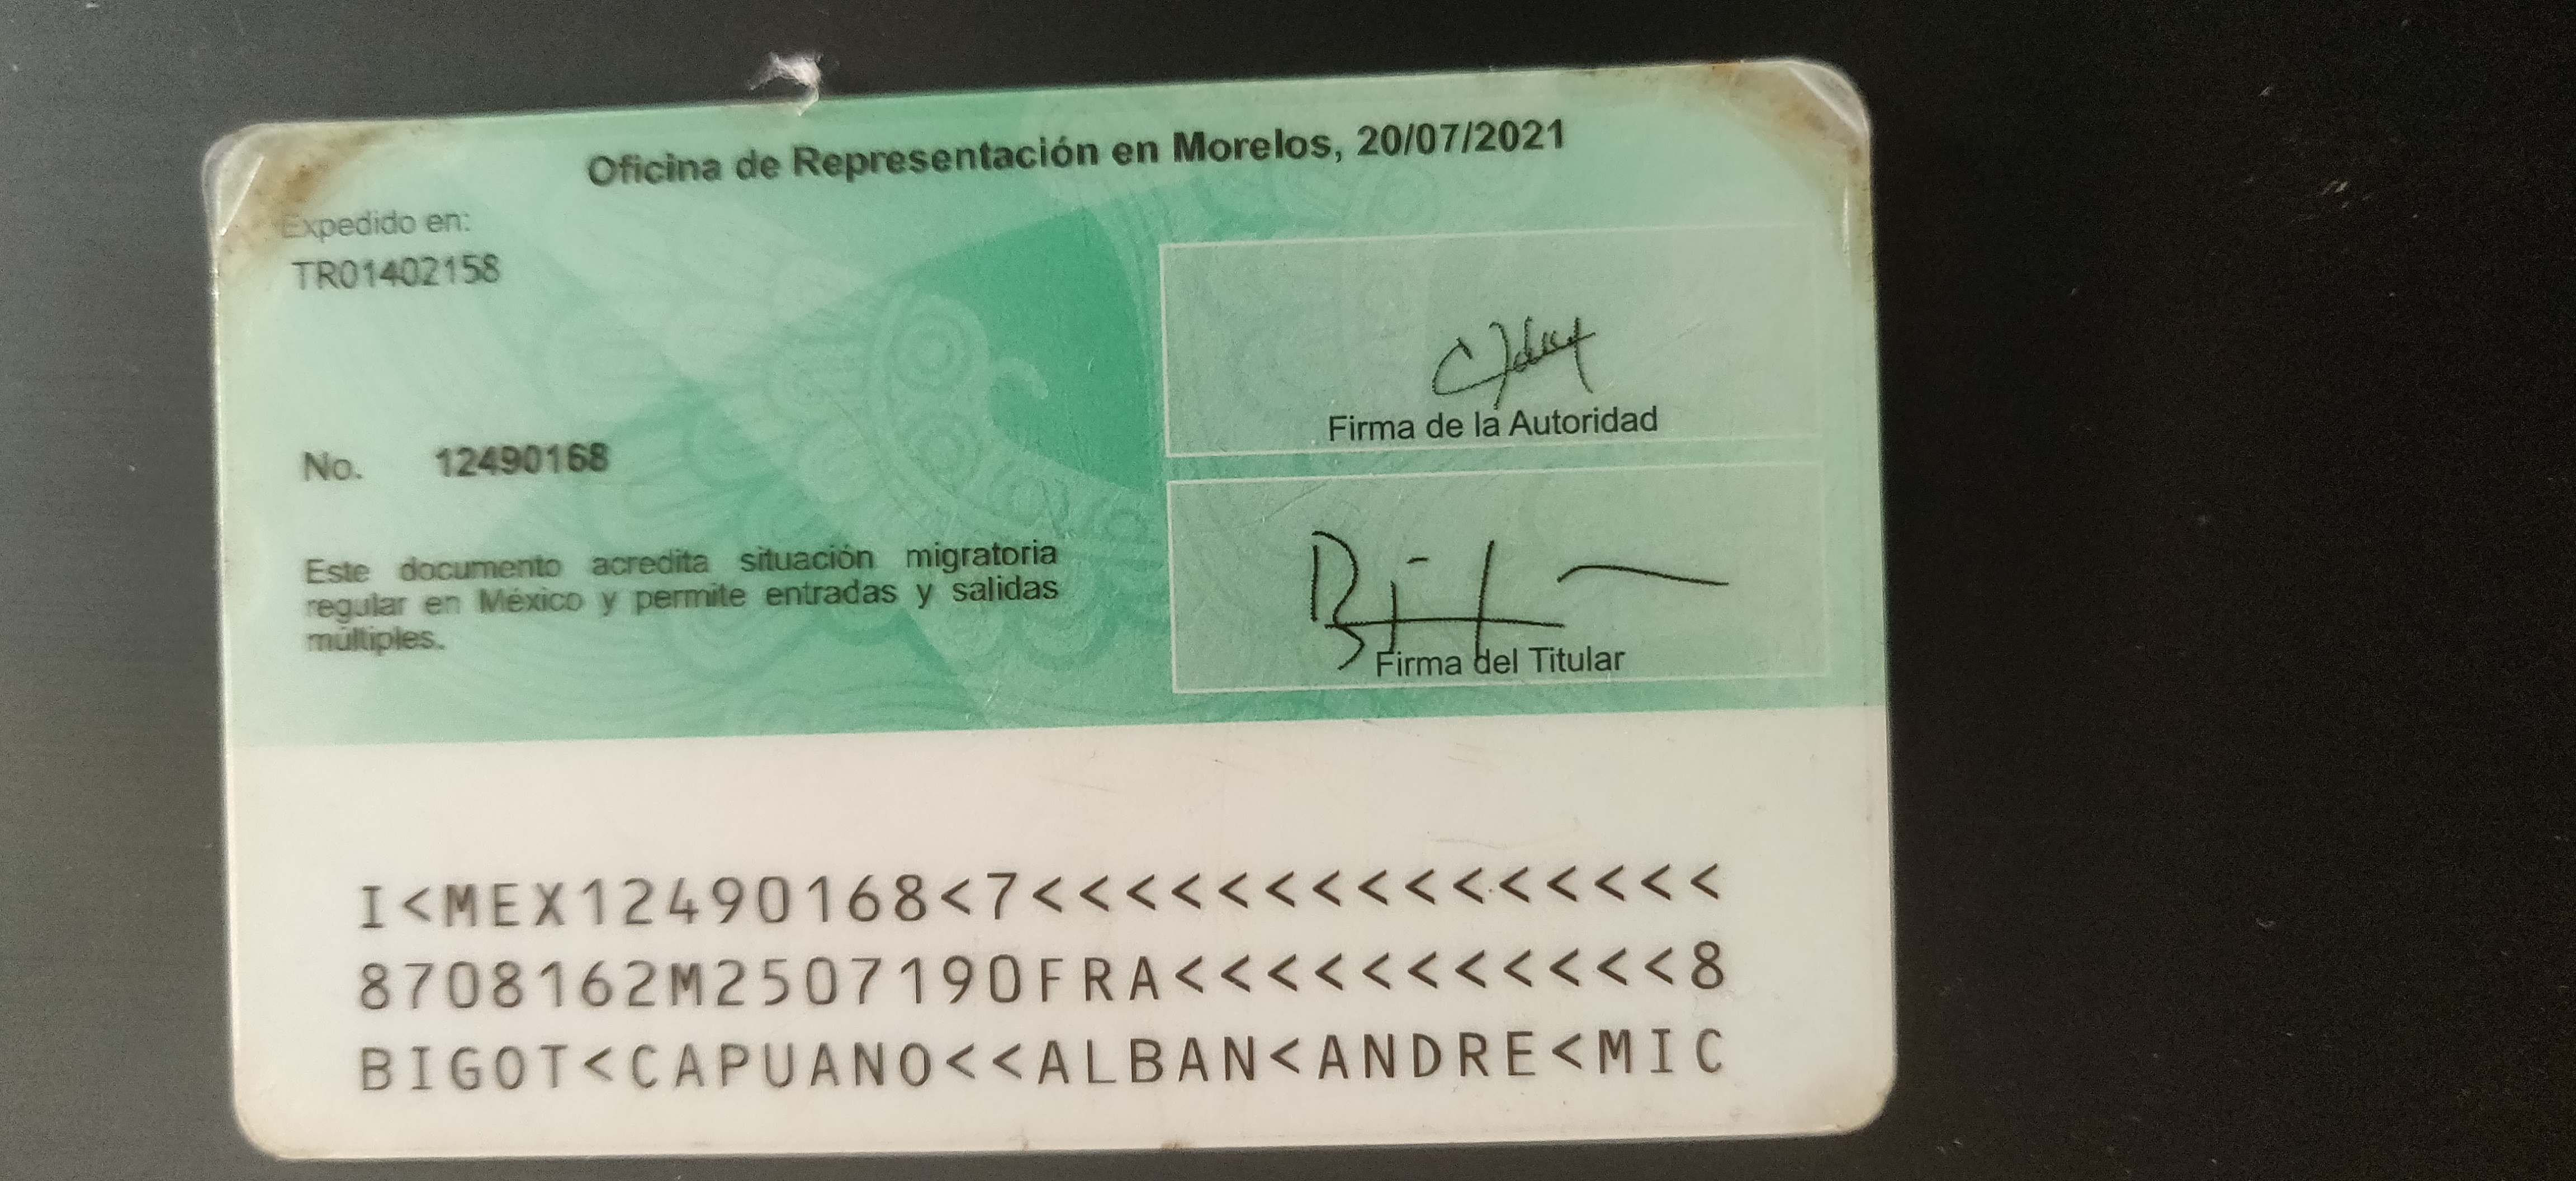 Oficina de Representación en Morelos, 20/07/2021
Expedido en:
TR01402158
No. 12490168
Este documento acredita situación migratoria
regular en México y permite entradas y salidas
múltiples.
Firma de la Autoridad
Firma del Titular
I<MEX12490168<7<<<<<<<<<<<<<<<
8708162M2507190FRA<<<<<<<<<<<8
BIGOT<CAPUANO<<ALBAN<ANDRE<MIC